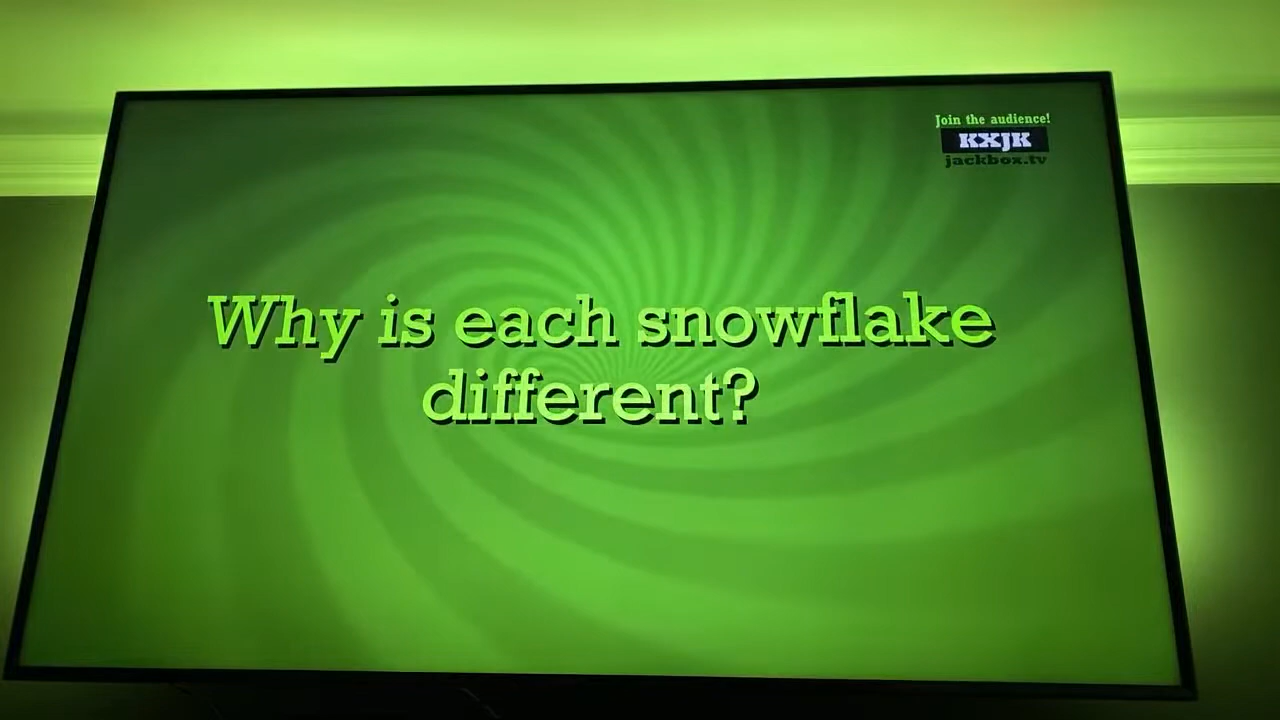 Join the audience!
KXJK
jackbox.tv
Why is each snowflake
different?